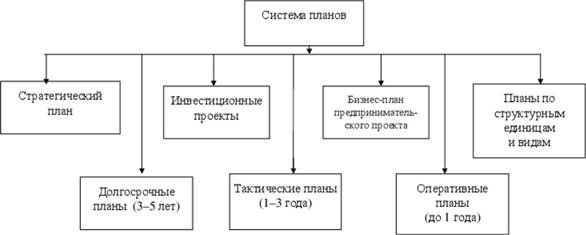 Система планов
Стратегический
план
Инвестиционные
проекты
Бизнес-план
предприниматель-
ского проекта
Планы по
структурным
единицам
и видам
Долгосрочные
планы (3–5 лет)
Тактические планы
(1–3 года)
Оперативные
планы
(до 1 года)